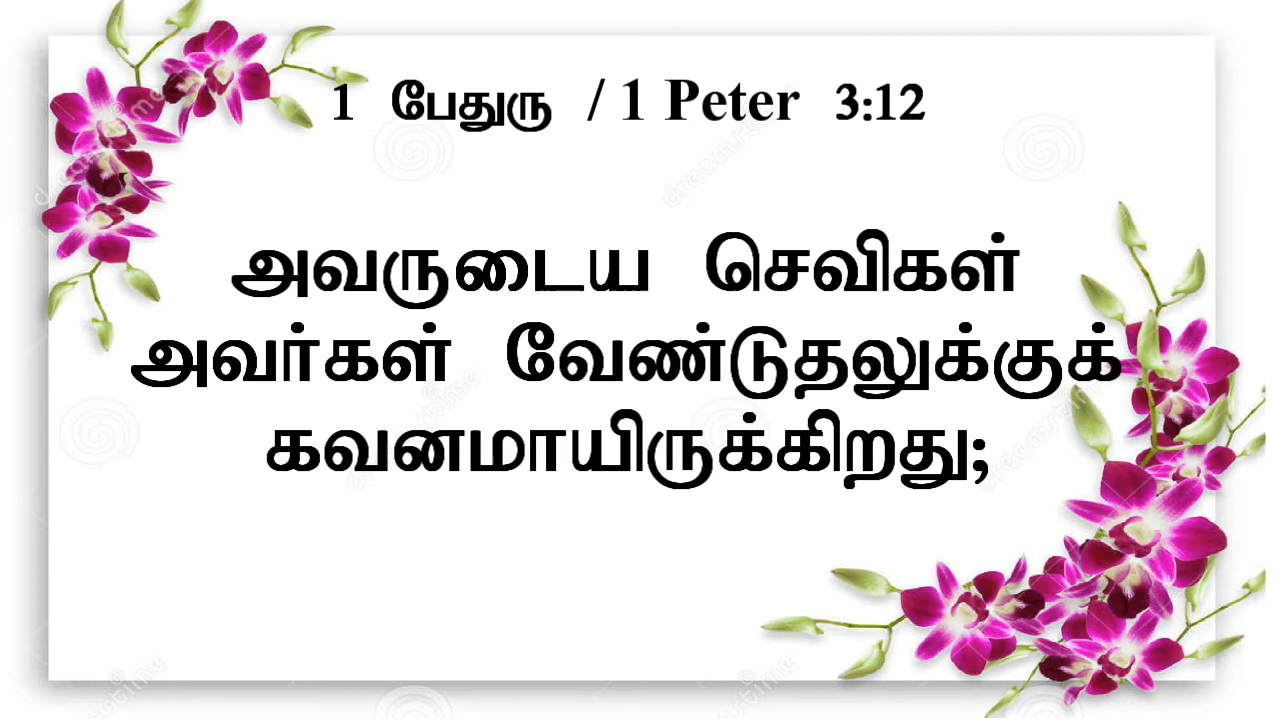 1 பேதுரு / 1 Peter 3:12
அவருடைய செவிகள்
அவர்கள் வேண்டுதலுக்குக்
கவனமாயிருக்கிறது;